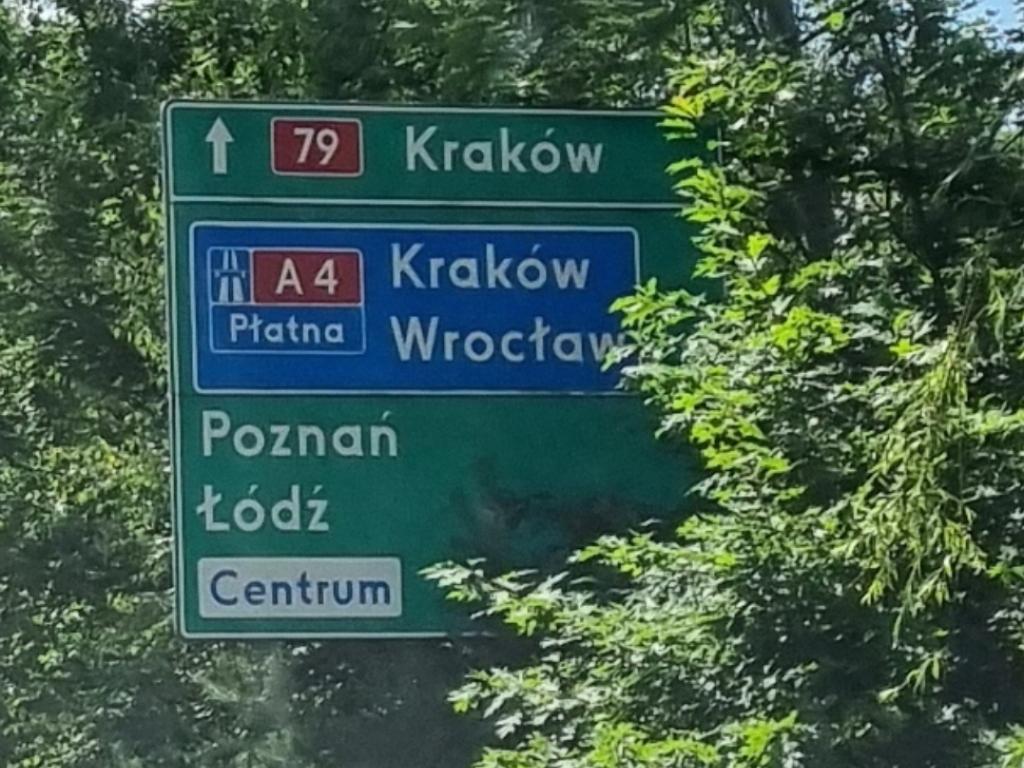 79 Kraków
A4 Kraków
Płatna Wrocław
Poznań
Łódź
Centrum